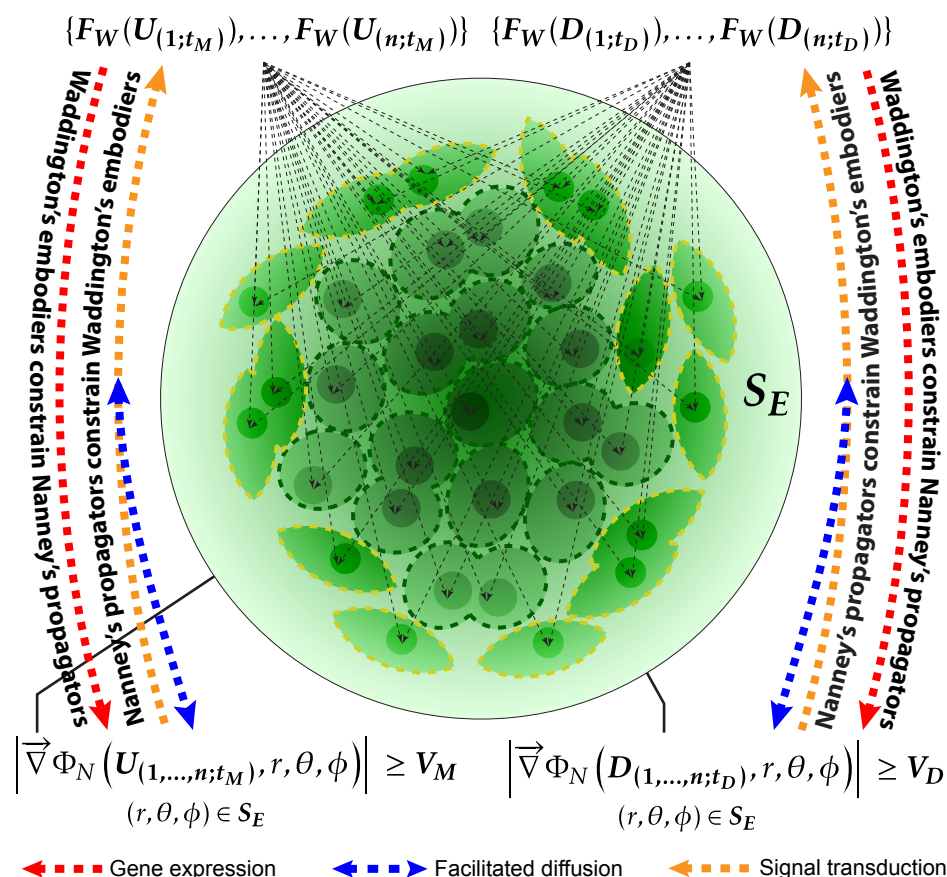 {F_W(U_(1;t_M)),…, F_W(U_(n;t_M))} {F_W(D_(1;t_D)),…, F_W(D_(n;t_D))}
Waddington's embodiers constrain Nanney's propagators
Nanney's propagators constrain Waddington's embodiers
Nanney's propagators constrain Waddington's embodiers
Waddington's embodiers constrain Nanney's propagators
S_E
|∇⃗Φ_N(U_(1,…,n;t_M), r, θ, ϕ)| ≥ V_M |∇⃗Φ_N(D_(1,…,n;t_D), r, θ, ϕ)| ≥ V_D
(r, θ, ϕ) ∈ S_E (r, θ, ϕ) ∈ S_E
Gene expression Facilitated diffusion Signal transduction